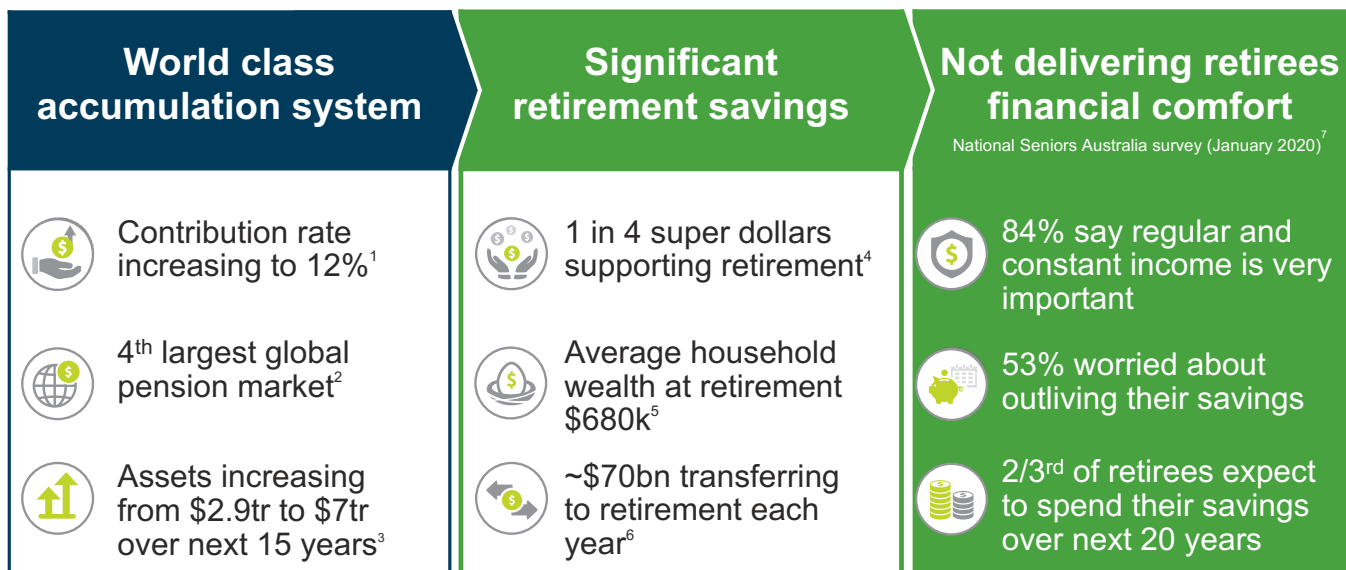 World class
accumulation system
Contribution rate
increasing to 12%¹
4ᵗʰ largest global
pension market²
Assets increasing
from $2.9tr to $7tr
over next 15 years³
Significant
retirement savings
1 in 4 super dollars
supporting retirement⁴
Average household
wealth at retirement
$680k⁵
~$70bn transferring
to retirement each
year⁶
Not delivering retirees
financial comfort
National Seniors Australia survey (January 2020)⁷
84% say regular and
constant income is very
important
53% worried about
outliving their savings
2/3ʳᵈ of retirees expect
to spend their savings
over next 20 years